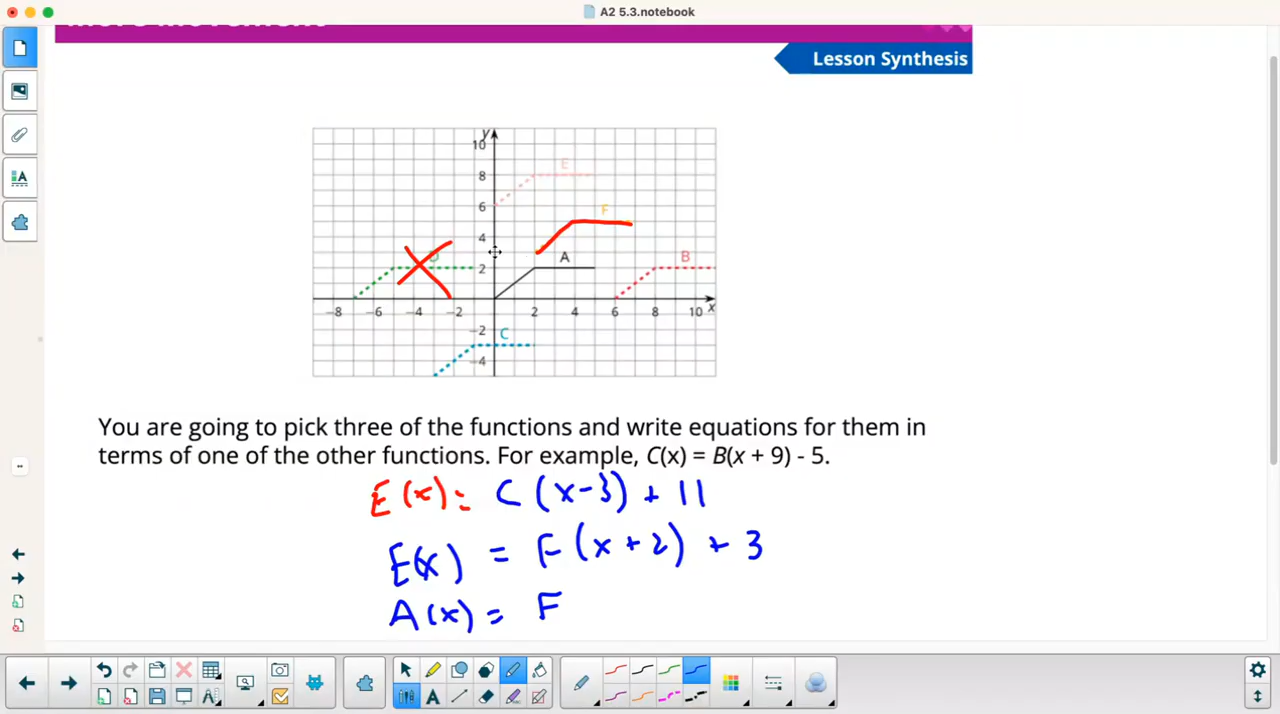 A2 5.3.notebook
Lesson Synthesis
y
10
8
6
4
2
-2
-4
-8 -6 -4 -2 2 4 6 8 10 x
E
F
D
A
B
C
You are going to pick three of the functions and write equations for them in
terms of one of the other functions. For example, C(x) = B(x + 9) - 5.
E(x) = C(x-3) + 11
E(x) = F(x+2) + 3
A(x) = F
A